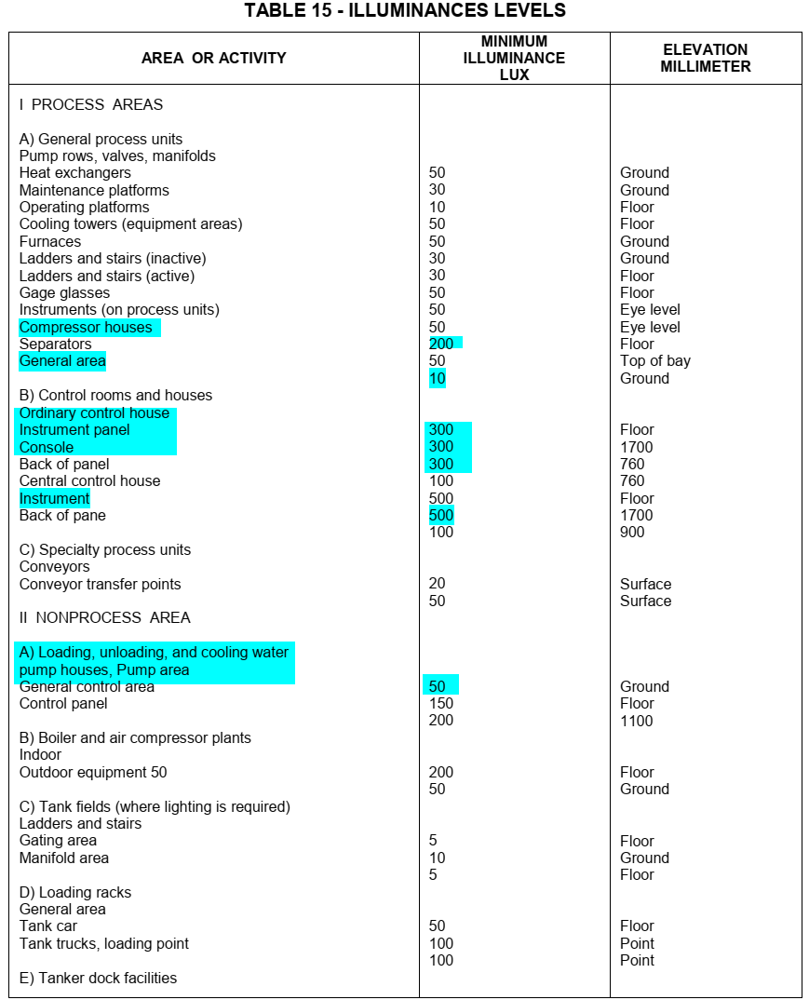 TABLE 15 - ILLUMINANCES LEVELS
AREA OR ACTIVITY
MINIMUM
ILLUMINANCE
LUX
ELEVATION
MILLIMETER
I PROCESS AREAS
A) General process units
Pump rows, valves, manifolds
Heat exchangers 50 Ground
Maintenance platforms 30 Ground
Operating platforms 10 Floor
Cooling towers (equipment areas) 50 Floor
Furnaces 50 Ground
Ladders and stairs (inactive) 30 Ground
Ladders and stairs (active) 30 Floor
Gage glasses 50 Floor
Instruments (on process units) 50 Eye level
Compressor houses 50 Eye level
Separators 200 Floor
General area 50 Top of bay
10 Ground
B) Control rooms and houses
Ordinary control house
Instrument panel 300 Floor
Console 300 1700
Back of panel 300 760
Central control house 100 760
Instrument 500 Floor
Back of pane 500 1700
100 900
C) Specialty process units
Conveyors
Conveyor transfer points 20 Surface
50 Surface
II NONPROCESS AREA
A) Loading, unloading, and cooling water
pump houses, Pump area
General control area 50 Ground
Control panel 150 Floor
200 1100
B) Boiler and air compressor plants
Indoor
Outdoor equipment 50 200 Floor
50 Ground
C) Tank fields (where lighting is required)
Ladders and stairs
Gating area 5 Floor
Manifold area 10 Ground
5 Floor
D) Loading racks
General area
Tank car 50 Floor
Tank trucks, loading point 100 Point
100 Point
E) Tanker dock facilities